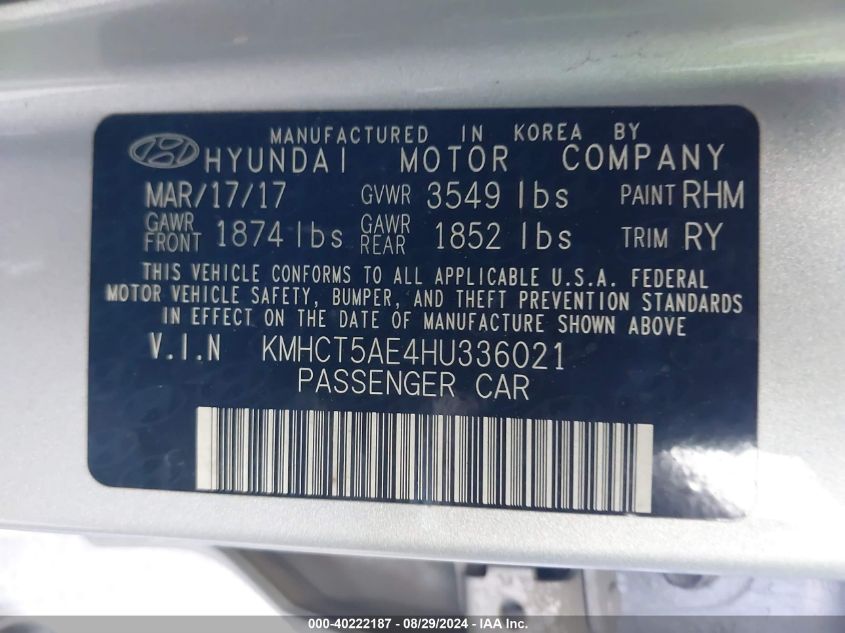 MANUFACTURED IN KOREA BY
HYUNDAI MOTOR COMPANY
MAR/17/17 GVWR 3549 lbs PAINT RHM
GAWR FRONT 1874 lbs GAWR REAR 1852 lbs TRIM RY
THIS VEHICLE CONFORMS TO ALL APPLICABLE U.S.A. FEDERAL
MOTOR VEHICLE SAFETY, BUMPER, AND THEFT PREVENTION STANDARDS
IN EFFECT ON THE DATE OF MANUFACTURE SHOWN ABOVE
V.I.N KMHCT5AE4HU336021
PASSENGER CAR
000-40222187 - 08/29/2024 - IAAI.com